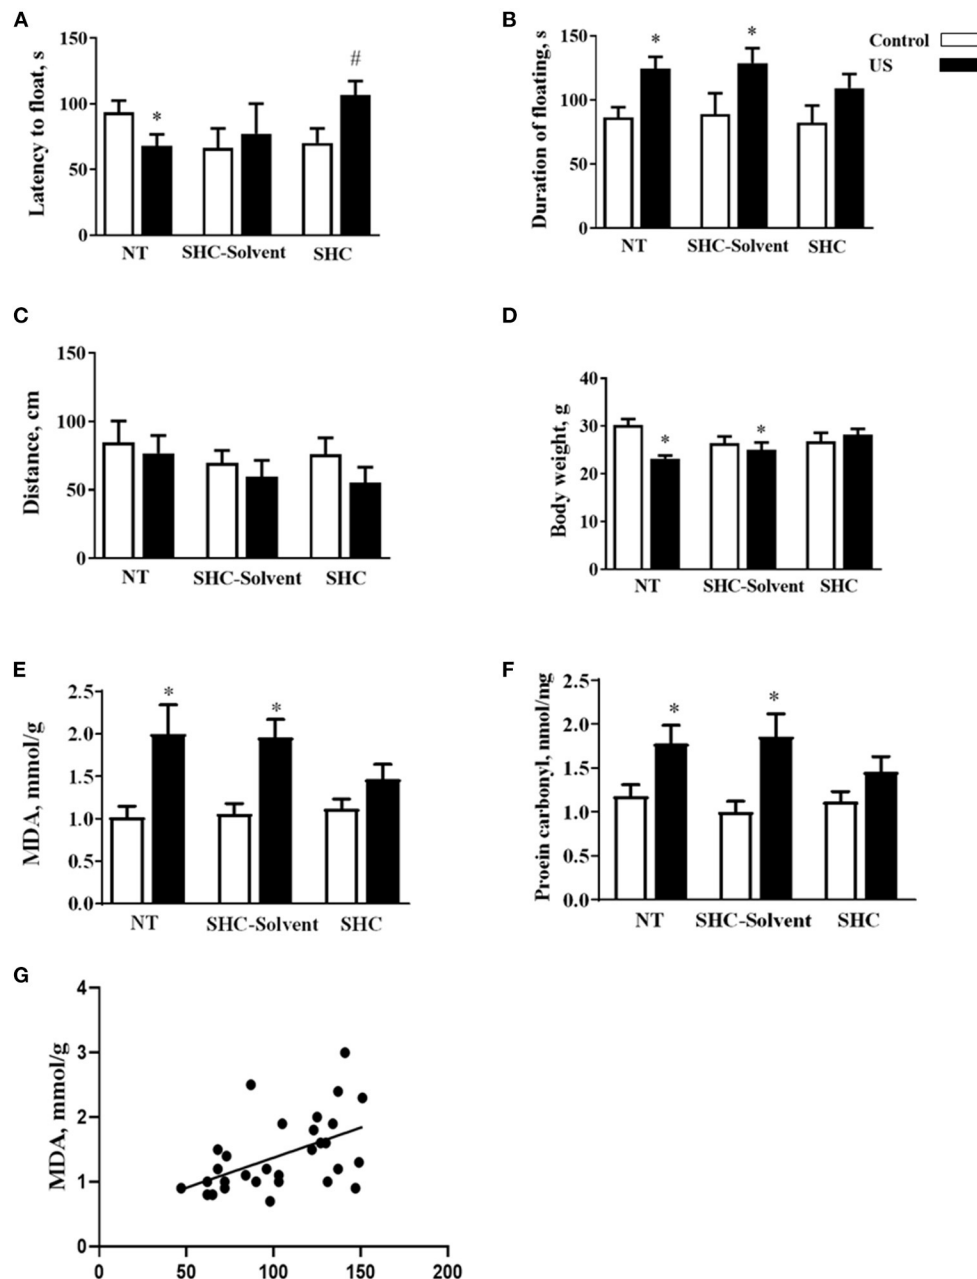 A
Latency to float, s
150
100
50
0
*
#
NT SHC-Solvent SHC
B
Duration of floating, s
150
100
50
0
*
*
NT SHC-Solvent SHC
Control
US
C
Distance, cm
150
100
50
0
NT SHC-Solvent SHC
D
Body weight, g
40
30
20
10
0
*
*
NT SHC-Solvent SHC
E
MDA, mmol/g
2.5
2.0
1.5
1.0
0.5
0.0
*
*
NT SHC-Solvent SHC
F
Proein carbonyl, nmol/mg
2.5
2.0
1.5
1.0
0.5
0.0
*
*
NT SHC-Solvent SHC
G
MDA, mmol/g
4
3
2
1
0
0 50 100 150 200